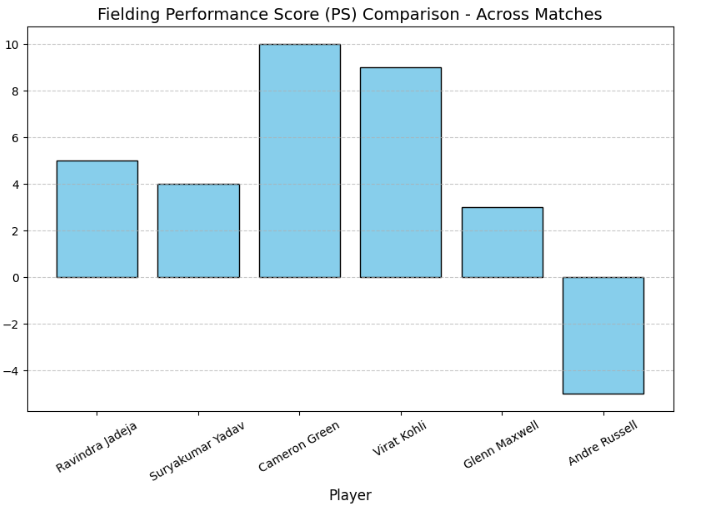 Fielding Performance Score (PS) Comparison - Across Matches
10
8
6
4
2
0
−2
−4
Ravindra Jadeja
Suryakumar Yadav
Cameron Green
Virat Kohli
Glenn Maxwell
Andre Russell
Player